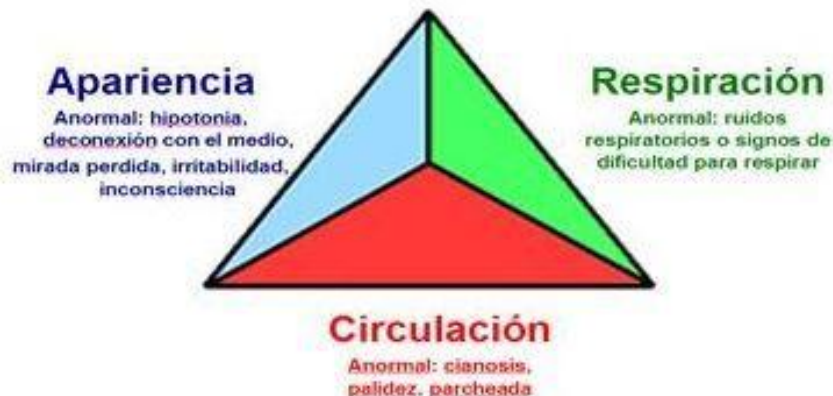 Apariencia
Anormal: hipotonia,
deconexión con el medio,
mirada perdida, irritabilidad,
inconsciencia
Respiración
Anormal: ruidos
respiratorios o signos de
dificultad para respirar
Circulación
Anormal: cianosis,
palidez, parcheada